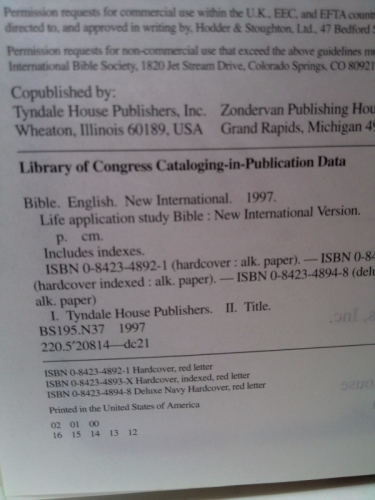 Permission requests for commercial use within the U.K., EEC, and EFTA
directed to, and approved in writing by, Hodder & Stoughton, Ltd., 47 Bedford
Permission requests for non-commercial use that exceed the above guidelines
International Bible Society, 1820 Jet Stream Drive, Colorado Springs, CO 80921
Copublished by:
Tyndale House Publishers, Inc. Zondervan Publishing
Wheaton, Illinois 60189, USA Grand Rapids, Michigan
Library of Congress Cataloging-in-Publication Data
Bible. English. New International. 1997.
Life application study Bible : New International Version.
p. cm.
Includes indexes.
ISBN 0-8423-4892-1 (hardcover : alk. paper). — ISBN
(hardcover indexed : alk. paper). — ISBN 0-8423-4894-8
alk. paper)
I. Tyndale House Publishers. II. Title.
BS195.N37 1997
220.5′20814—dc21
ISBN 0-8423-4892-1 Hardcover, red letter
ISBN 0-8423-4893-X Hardcover, indexed, red letter
ISBN 0-8423-4894-8 Deluxe Navy Hardcover, red letter
Printed in the United States of America
02 01 00
16 15 14 13 12